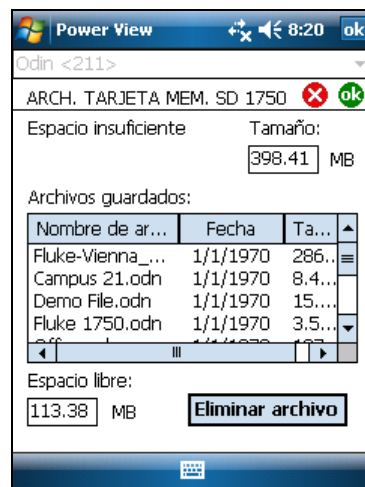 Power View 8:20 ok
Odin <211>
ARCH. TARJETA MEM. SD 1750 ok
Espacio insuficiente Tamaño:
398.41 MB
Archivos guardados:
Nombre de ar... Fecha Ta...
Fluke-Vienna_... 1/1/1970 286...
Campus 21.odn 1/1/1970 8.4...
Demo File.odn 1/1/1970 15....
Fluke 1750.odn 1/1/1970 3.5...
Espacio libre:
113.38 MB Eliminar archivo